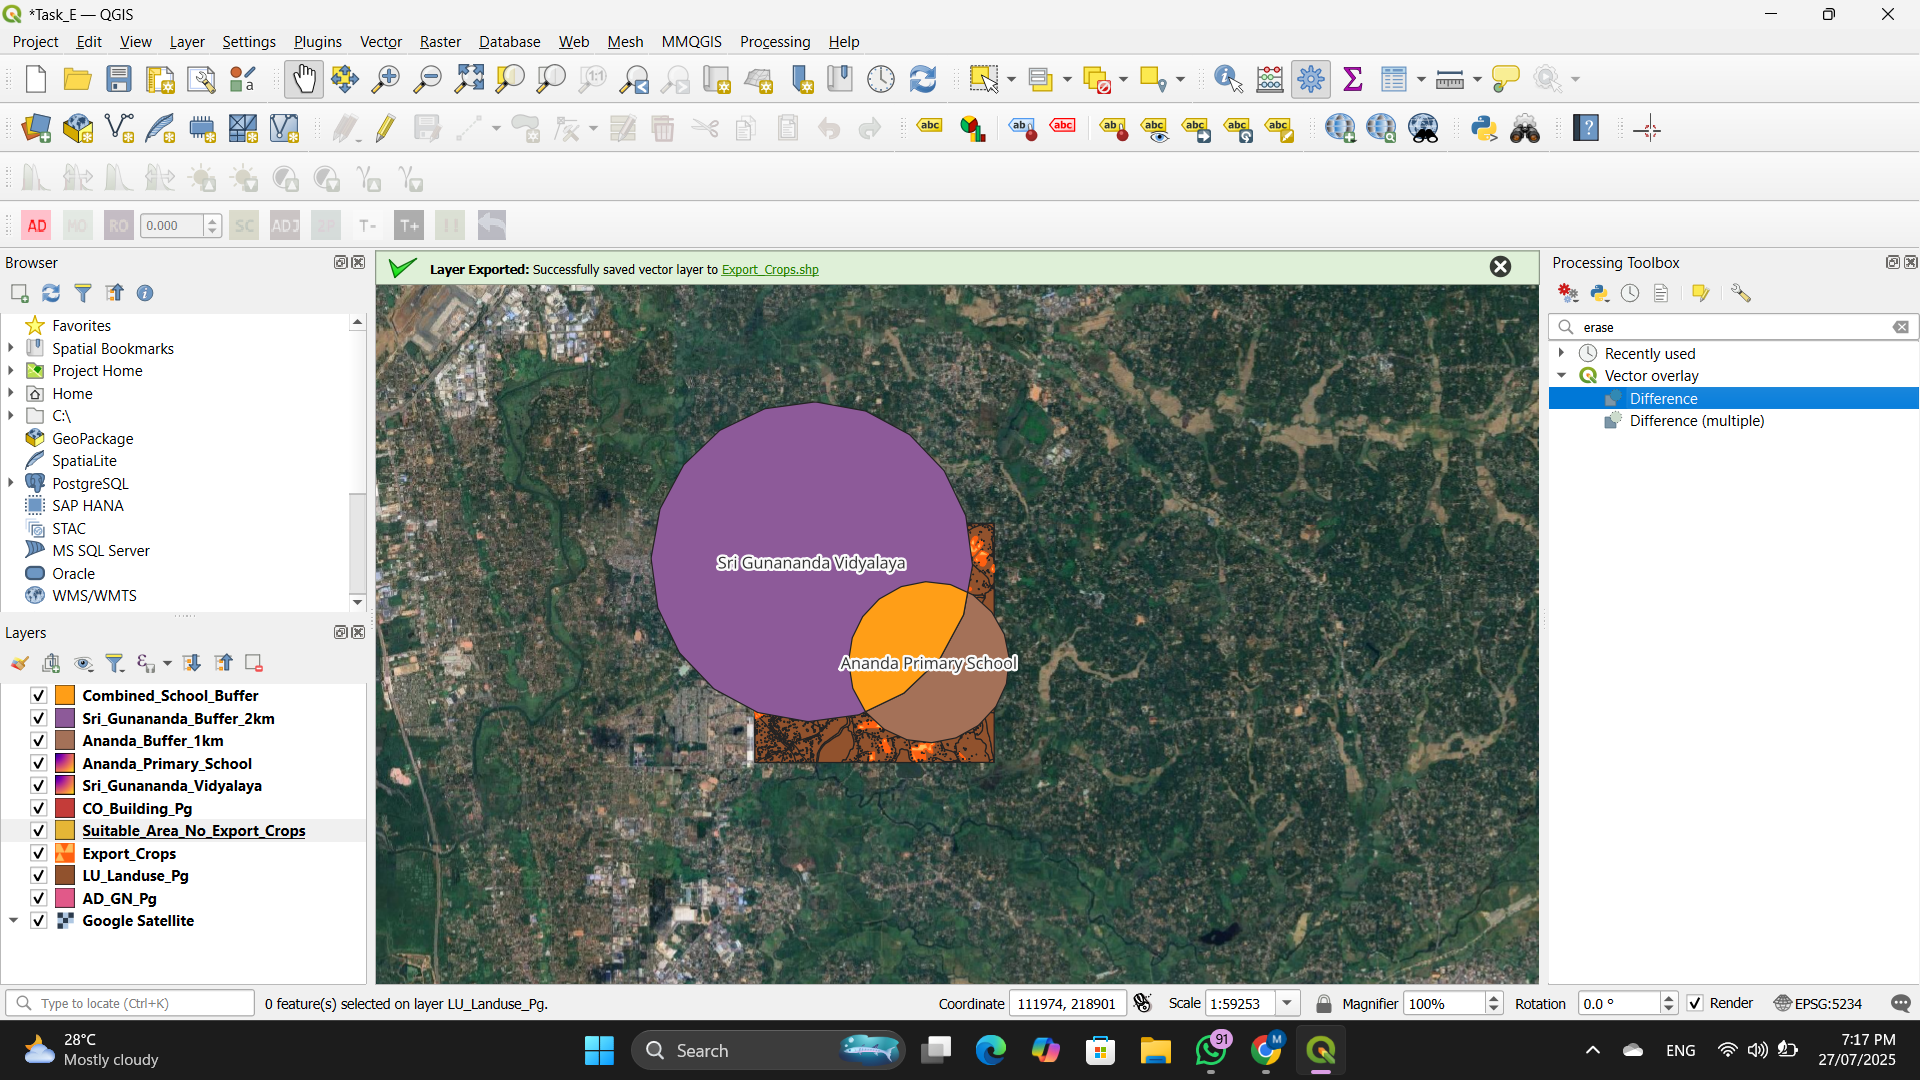 *Task_E — QGIS
Project Edit View Layer Settings Plugins Vector Raster Database Web Mesh MMQGIS Processing Help
0.000
AD MO RO SC ADJ 2P T- T+
Browser
Favorites
Spatial Bookmarks
Project Home
Home
C:\
GeoPackage
SpatiaLite
PostgreSQL
SAP HANA
STAC
MS SQL Server
Oracle
WMS/WMTS
Layers
Combined_School_Buffer
Sri_Gunananda_Buffer_2km
Ananda_Buffer_1km
Ananda_Primary_School
Sri_Gunananda_Vidyalaya
CO_Building_Pg
Suitable_Area_No_Export_Crops
Export_Crops
LU_Landuse_Pg
AD_GN_Pg
Google Satellite
Layer Exported: Successfully saved vector layer to Export_Crops.shp
Sri Gunananda Vidyalaya
Ananda Primary School
Processing Toolbox
erase
Recently used
Vector overlay
Difference
Difference (multiple)
Type to locate (Ctrl+K)
0 feature(s) selected on layer LU_Landuse_Pg.
Coordinate 111974, 218901
Scale 1:59253
Magnifier 100%
Rotation 0.0 °
Render
EPSG:5234
28°C
Mostly cloudy
Search
91
M
ENG
7:17 PM
27/07/2025